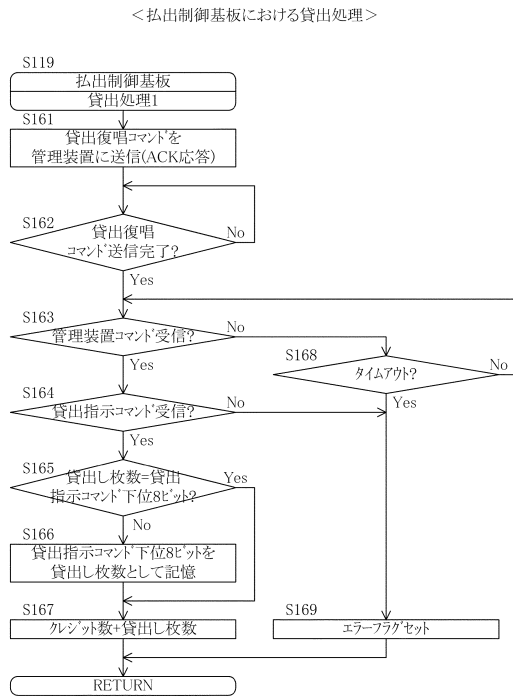 ＜払出制御基板における貸出処理＞
S119
払出制御基板
貸出処理1
S161
貸出復唱ｺﾏﾝﾄﾞを
管理装置に送信(ACK応答)
S162
貸出復唱
ｺﾏﾝﾄﾞ送信完了?
No
Yes
S163
管理装置ｺﾏﾝﾄﾞ受信?
No
Yes
S168
ﾀｲﾑｱｳﾄ?
No
Yes
S164
貸出指示ｺﾏﾝﾄﾞ受信?
No
Yes
S165
貸出し枚数=貸出
指示ｺﾏﾝﾄﾞ下位8ﾋﾞｯﾄ?
Yes
No
S166
貸出指示ｺﾏﾝﾄﾞ下位8ﾋﾞｯﾄを
貸出し枚数として記憶
S167
ｸﾚｼﾞｯﾄ数+貸出し枚数
S169
ｴﾗｰﾌﾗｸﾞｾｯﾄ
RETURN